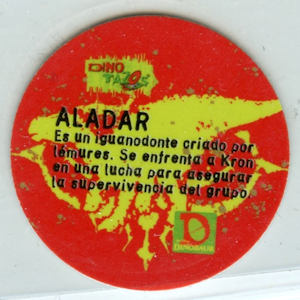 DINO
TAZOS
ALADAR
Es un iguanodonte criado por
lémures. Se enfrenta a Kron
en una lucha para asegurar
la supervivencia del grupo.
D
DINOSAUR